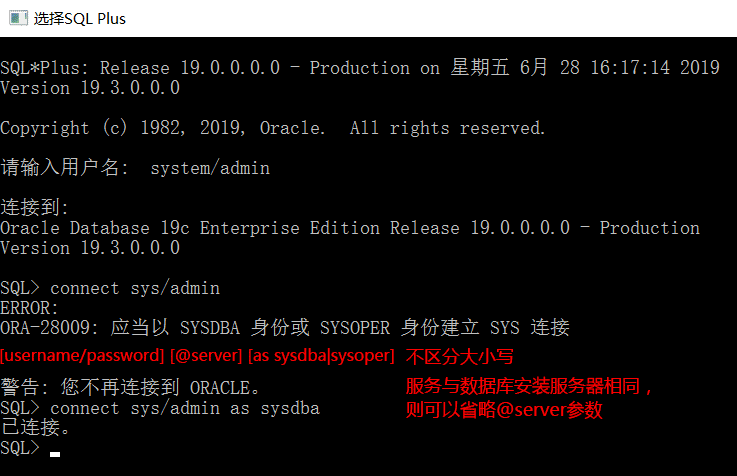 选择SQL Plus
SQL*Plus: Release 19.0.0.0.0 - Production on 星期五 6月 28 16:17:14 2019
Version 19.3.0.0.0
Copyright (c) 1982, 2019, Oracle.  All rights reserved.
请输入用户名:  system/admin
连接到:
Oracle Database 19c Enterprise Edition Release 19.0.0.0.0 - Production
Version 19.3.0.0.0
SQL> connect sys/admin
ERROR:
ORA-28009: 应当以 SYSDBA 身份或 SYSOPER 身份建立 SYS 连接
[username/password] [@server] [as sysdba|sysoper] 不区分大小写
警告: 您不再连接到 ORACLE。
服务与数据库安装服务器相同，
SQL> connect sys/admin as sysdba
则可以省略@server参数
已连接。
SQL>